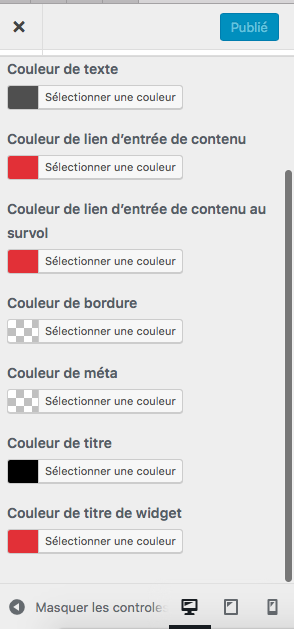 Publié
Couleur de texte
Sélectionner une couleur
Couleur de lien d’entrée de contenu
Sélectionner une couleur
Couleur de lien d’entrée de contenu au
survol
Sélectionner une couleur
Couleur de bordure
Sélectionner une couleur
Couleur de méta
Sélectionner une couleur
Couleur de titre
Sélectionner une couleur
Couleur de titre de widget
Sélectionner une couleur
Masquer les controles